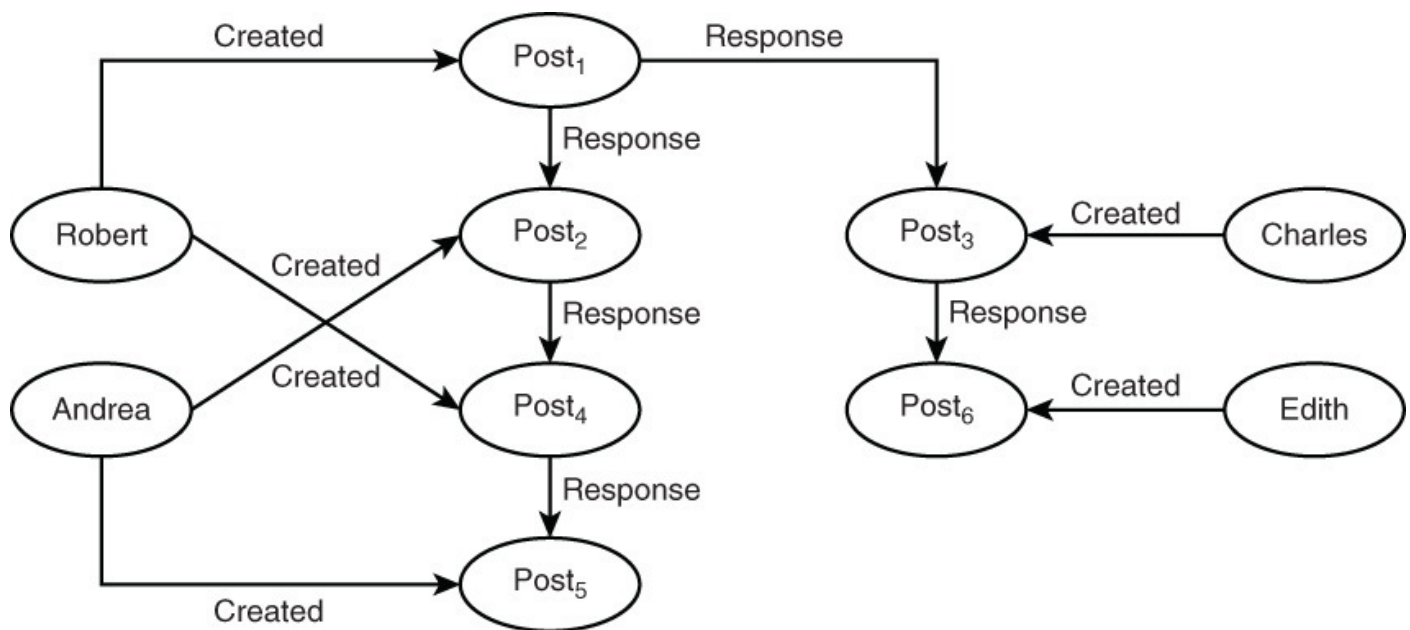 Created
Post₁
Response
Response
Robert
Post₂
Post₃
Created
Charles
Created
Response
Response
Created
Andrea
Post₄
Post₆
Created
Edith
Response
Post₅
Created